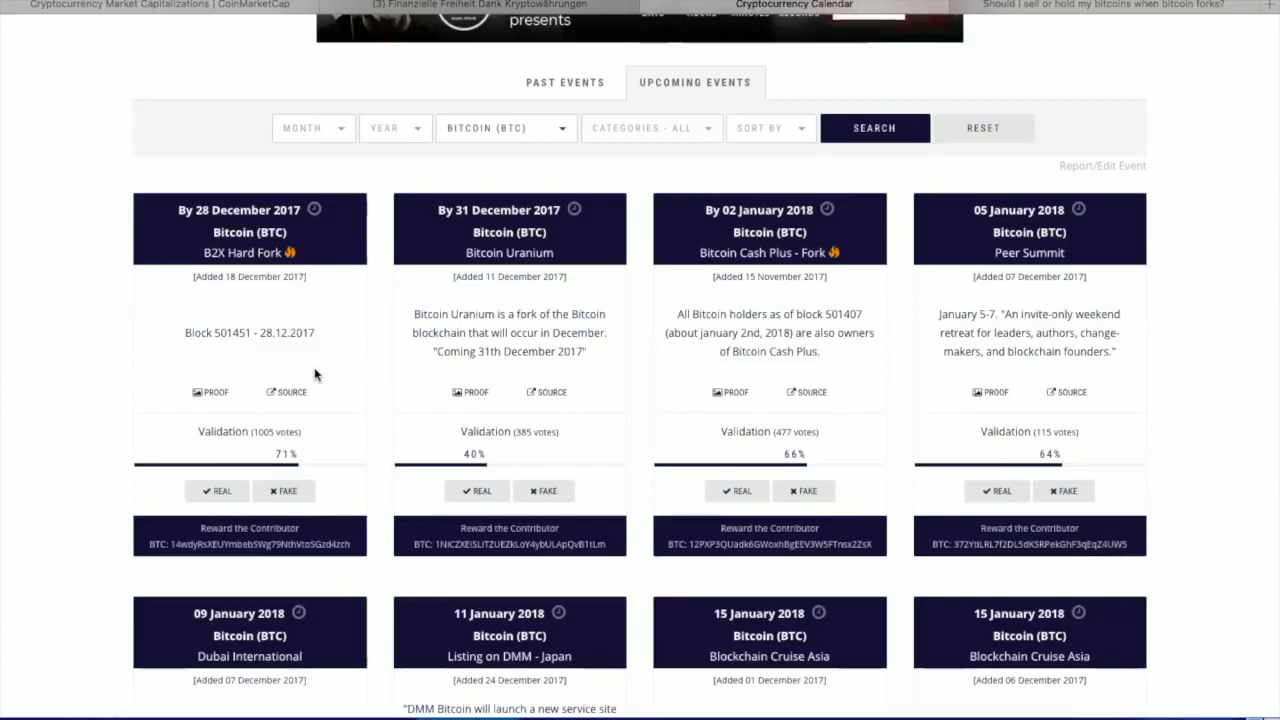 Cryptocurrency Market Capitalizations | CoinMarketCap
(3) Finanzielle Freiheit Dank Kryptowährungen
Cryptocurrency Calendar
Should I sell or hold my bitcoins when bitcoin forks?
presents
PAST EVENTS
UPCOMING EVENTS
MONTH
YEAR
BITCOIN (BTC)
CATEGORIES - ALL
SORT BY
SEARCH
RESET
Report/Edit Event
By 28 December 2017
Bitcoin (BTC)
B2X Hard Fork
[Added 18 December 2017]
Block 501451 - 28.12.2017
PROOF
SOURCE
Validation (1005 votes)
71%
REAL
FAKE
Reward the Contributor
BTC:
By 31 December 2017
Bitcoin (BTC)
Bitcoin Uranium
[Added 11 December 2017]
Bitcoin Uranium is a fork of the Bitcoin
blockchain that will occur in December.
"Coming 31th December 2017"
PROOF
SOURCE
Validation (385 votes)
40%
REAL
FAKE
Reward the Contributor
BTC:
By 02 January 2018
Bitcoin (BTC)
Bitcoin Cash Plus - Fork
[Added 15 November 2017]
All Bitcoin holders as of block 501407
(about january 2nd, 2018) are also owners
of Bitcoin Cash Plus.
PROOF
SOURCE
Validation (477 votes)
66%
REAL
FAKE
Reward the Contributor
BTC:
05 January 2018
Bitcoin (BTC)
Peer Summit
[Added 07 December 2017]
January 5-7. "An invite-only weekend
retreat for leaders, authors, change-
makers, and blockchain founders."
PROOF
SOURCE
Validation (115 votes)
64%
REAL
FAKE
Reward the Contributor
BTC:
09 January 2018
Bitcoin (BTC)
Dubai International
[Added 07 December 2017]
11 January 2018
Bitcoin (BTC)
Listing on DMM - Japan
[Added 24 December 2017]
"DMM Bitcoin will launch a new service site
15 January 2018
Bitcoin (BTC)
Blockchain Cruise Asia
[Added 01 December 2017]
15 January 2018
Bitcoin (BTC)
Blockchain Cruise Asia
[Added 06 December 2017]